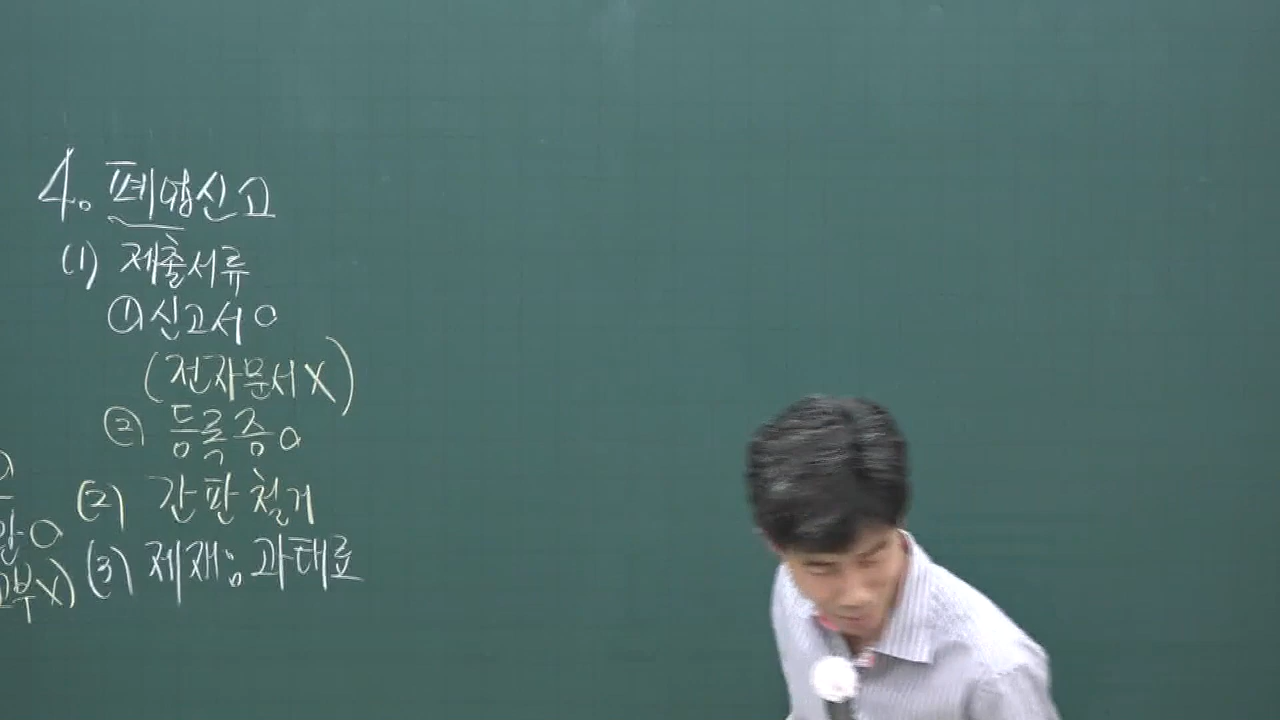 4. 폐업신고
(1) 제출서류
① 신고서 O
(전자문서 X)
② 등록증 O
(2) 간판철거
(3) 제재: 과태료